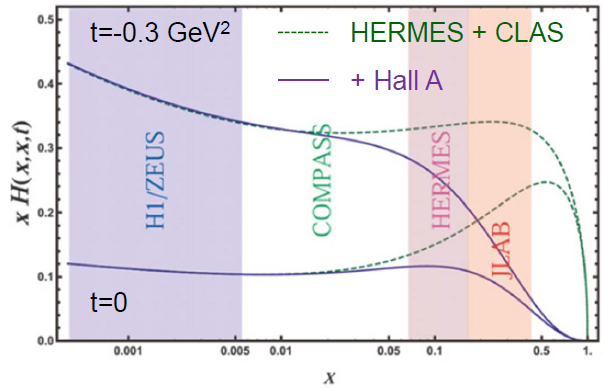 t=-0.3 GeV²
HERMES + CLAS
+ Hall A
0.5
0.4
0.3
0.2
0.1
0.0
x H(x,x,t)
H1/ZEUS
COMPASS
HERMES
JLAB
t=0
0.001
0.005
0.01
0.05
0.1
0.5
1.
x